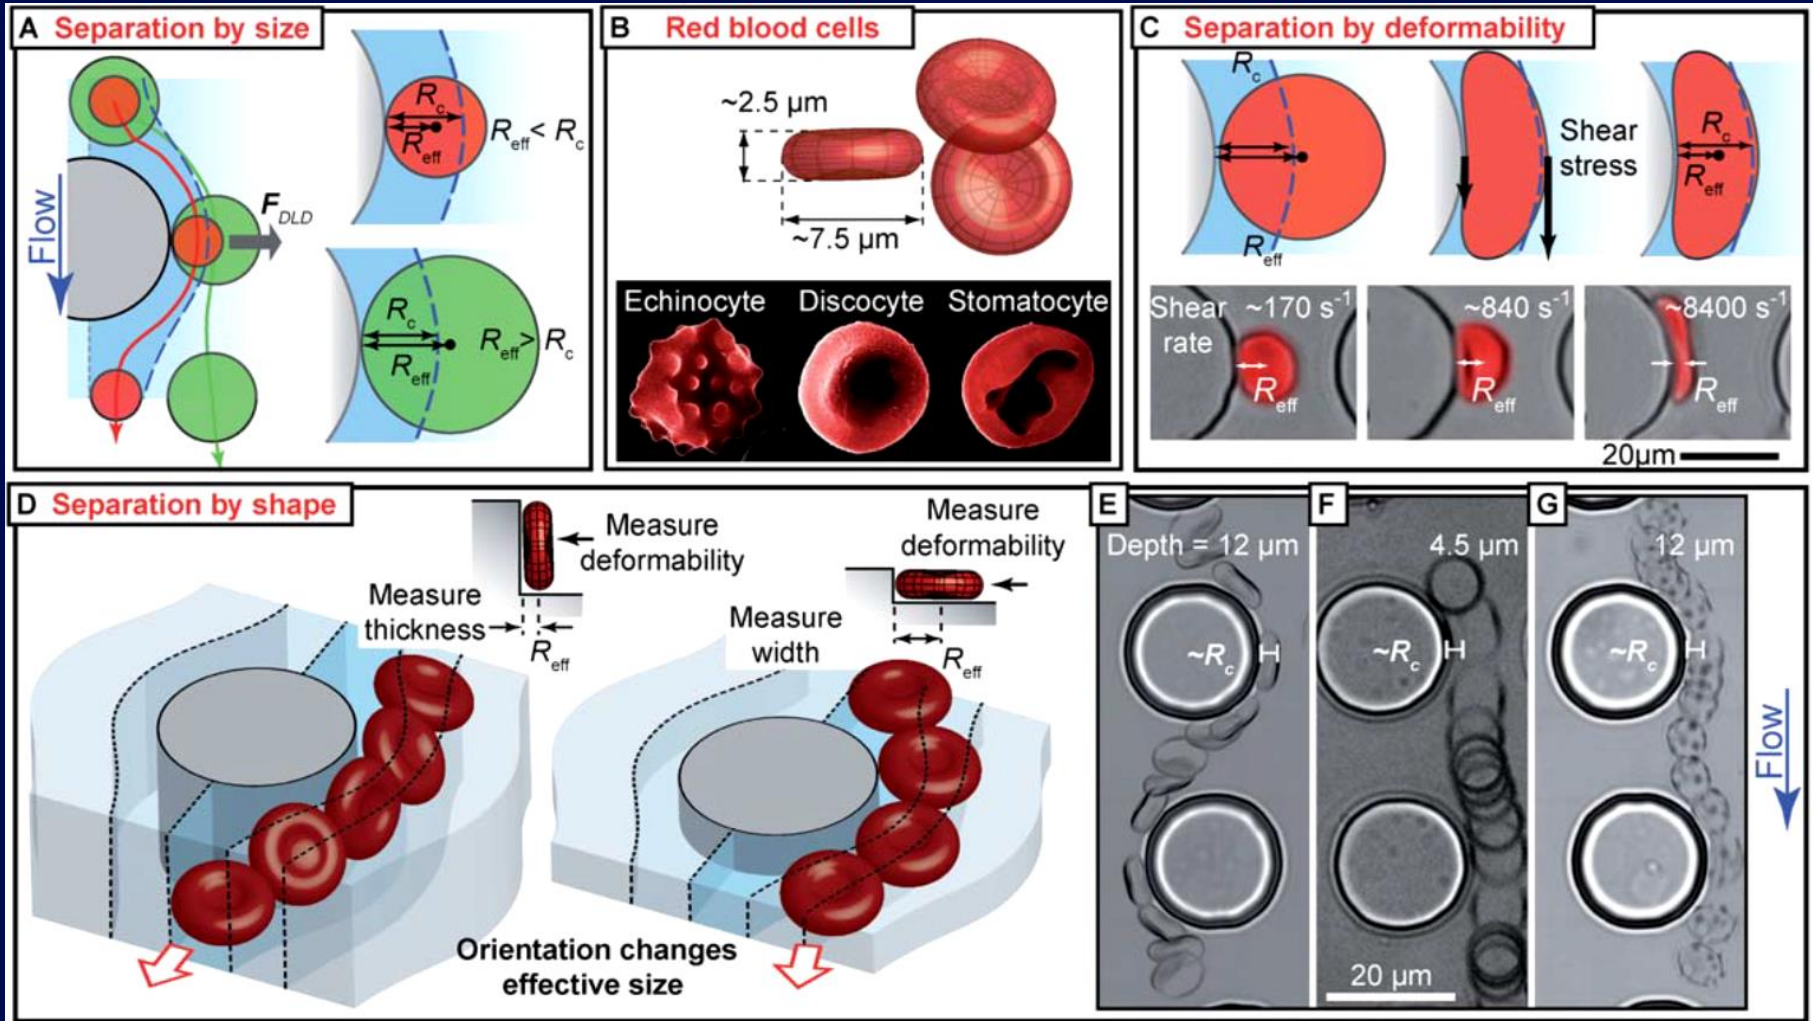 A Separation by size
R_c
R_eff
R_eff < R_c
F_DLD
Flow
R_c
R_eff
R_eff > R_c
B Red blood cells
~2.5 µm
~7.5 µm
Echinocyte Discocyte Stomatocyte
C Separation by deformability
R_c
R_eff
Shear
stress
R_c
R_eff
Shear
rate
~170 s⁻¹
R_eff
~840 s⁻¹
R_eff
~8400 s⁻¹
R_eff
20µm
D Separation by shape
Measure
deformability
Measure
thickness
R_eff
Measure
deformability
Measure
width
R_eff
Orientation changes
effective size
E
Depth = 12 µm
~R_c
F
4.5 µm
~R_c
20 µm
G
12 µm
~R_c
Flow